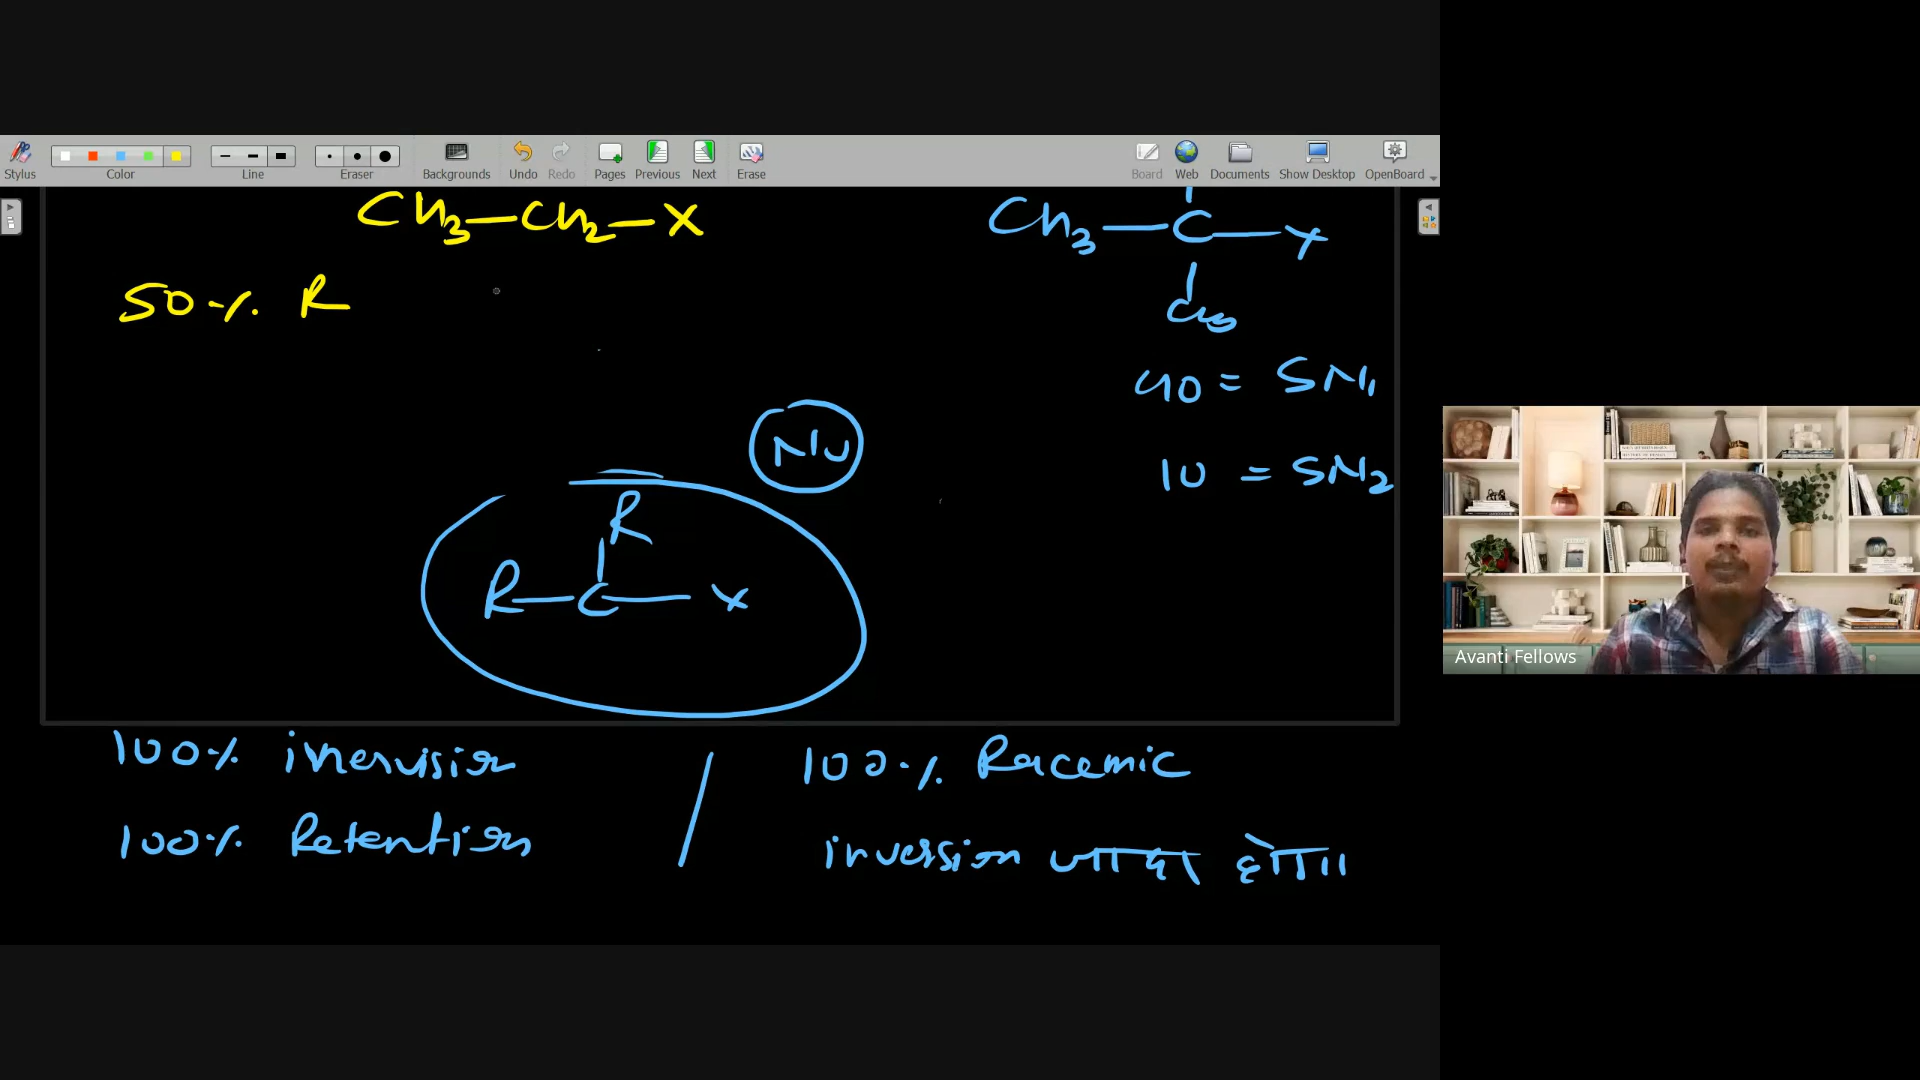 Stylus
Color
Line
Eraser
Backgrounds
Undo
Redo
Pages
Previous
Next
Erase
Board
Web
Documents
Show Desktop
OpenBoard
CH3—CH2—X
CH3—C—X
CH3
50% R
40 = SN1
Nu
10 = SN2
R
R—C—X
Avanti Fellows
100%
100% Racemic
100% Retention
inversion ज्यादा होगा